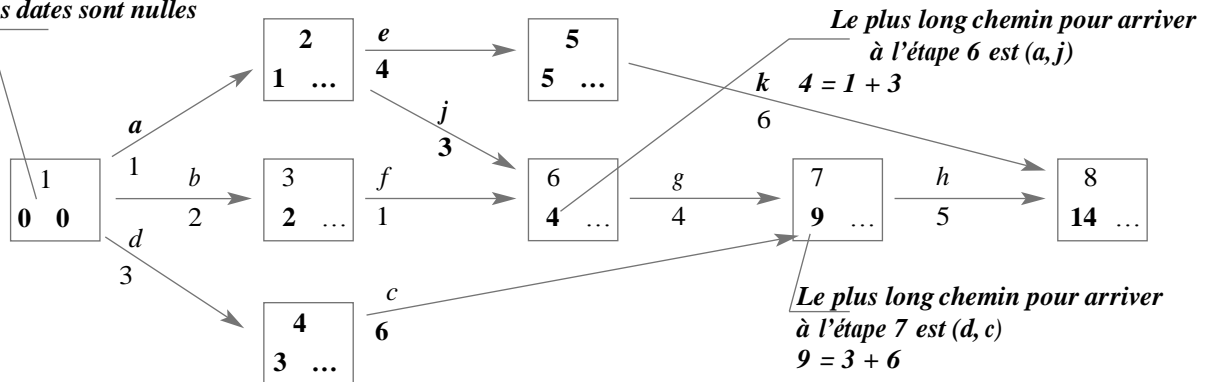 s dates sont nulles
Le plus long chemin pour arriver
à l’étape 6 est (a, j)
4 = 1 + 3
2
1 …
e
4
5
5 …
k
6
j
3
a
1
1
0 0
b
2
3
2 …
f
1
6
4 …
g
4
7
9 …
h
5
8
14 …
d
3
c
6
4
3 …
Le plus long chemin pour arriver
à l’étape 7 est (d, c)
9 = 3 + 6